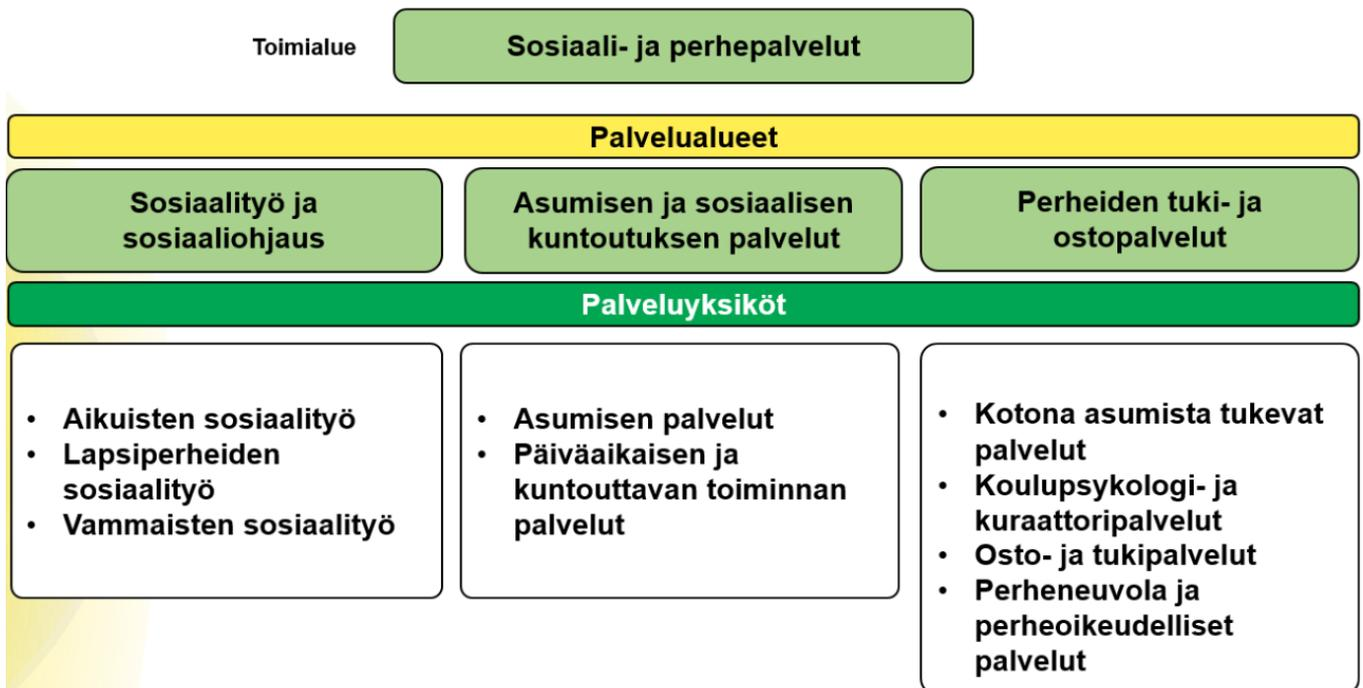 Toimialue
Sosiaali- ja perhepalvelut
Palvelualueet
Sosiaalityö ja
sosiaaliohjaus
Asumisen ja sosiaalisen
kuntoutuksen palvelut
Perheiden tuki- ja
ostopalvelut
Palveluyksiköt
• Aikuisten sosiaalityö
• Lapsiperheiden
sosiaalityö
• Vammaisten sosiaalityö
• Asumisen palvelut
• Päiväaikaisen ja
kuntouttavan toiminnan
palvelut
• Kotona asumista tukevat
palvelut
• Koulupsykologi- ja
kuraattoripalvelut
• Osto- ja tukipalvelut
• Perheneuvola ja
perheoikeudelliset
palvelut